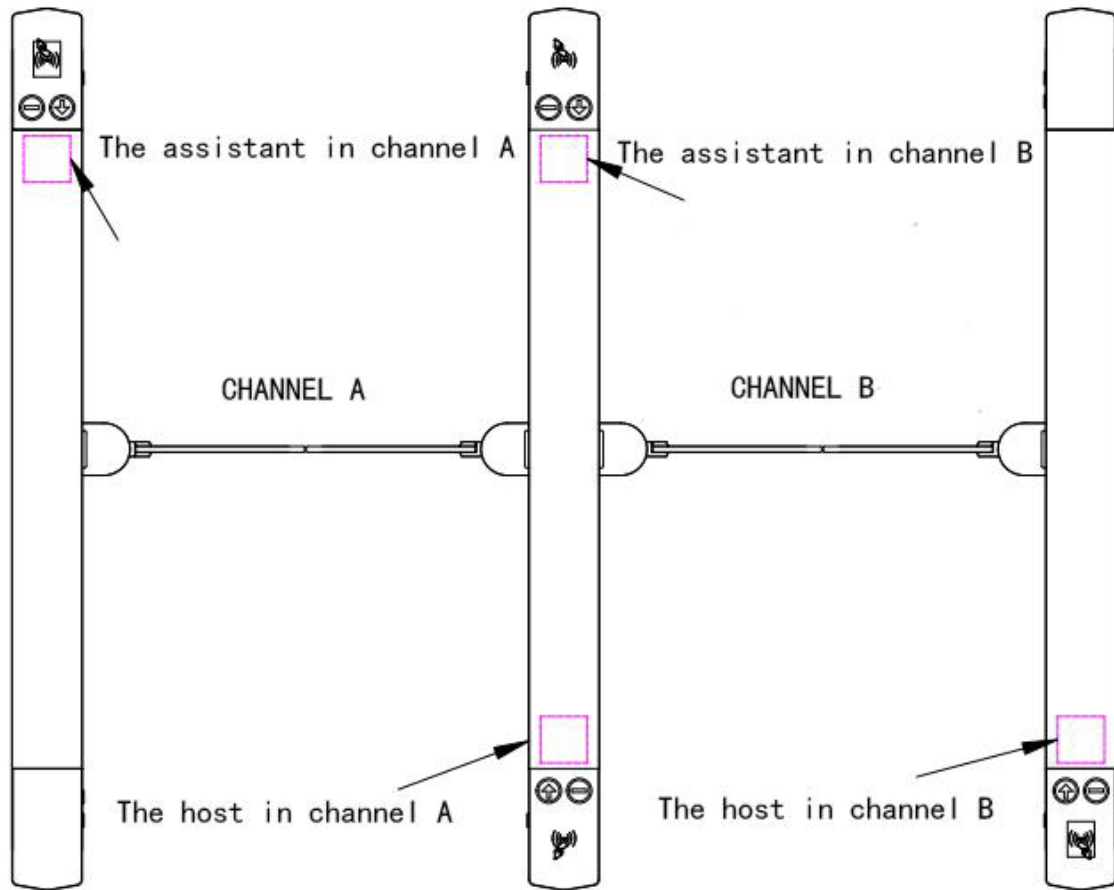 The assistant in channel A
The assistant in channel B
CHANNEL A
CHANNEL B
The host in channel A
The host in channel B